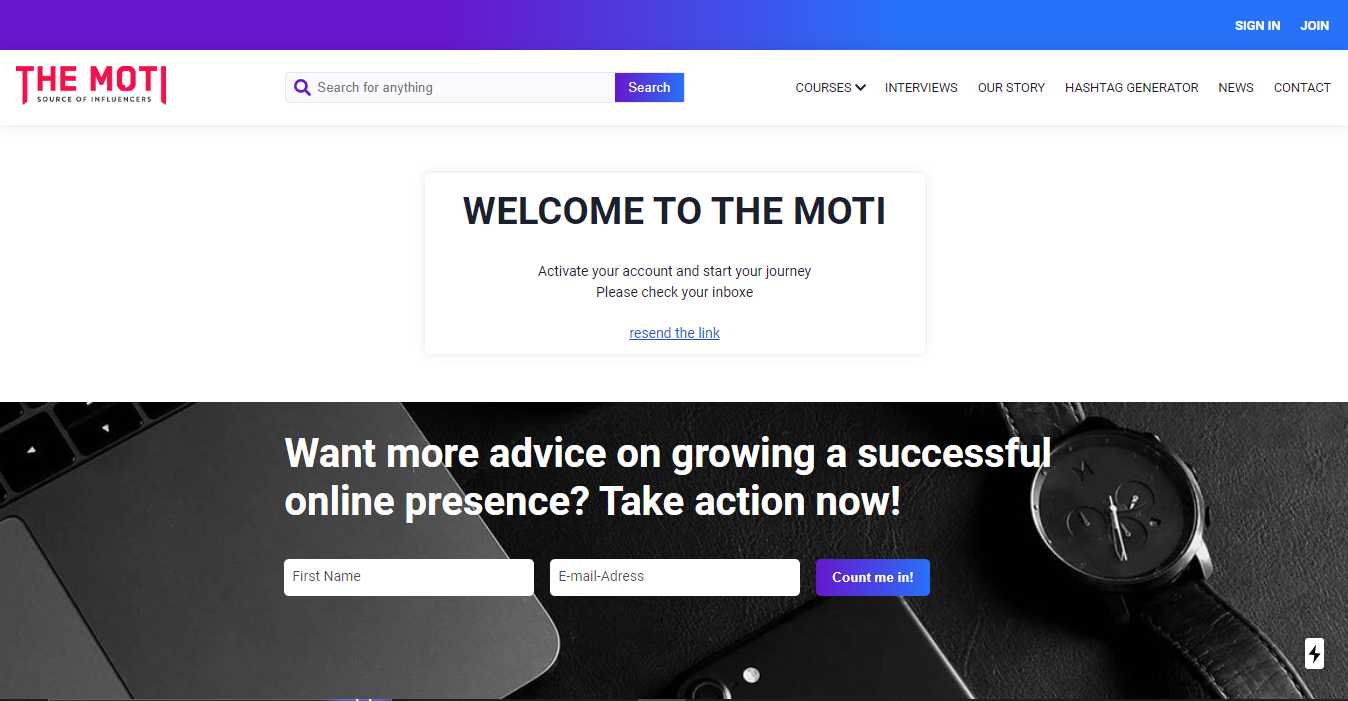 SIGN IN JOIN
THE MOTI
SOURCE OF INFLUENCERS
Search for anything
Search
COURSES INTERVIEWS OUR STORY HASHTAG GENERATOR NEWS CONTACT
WELCOME TO THE MOTI
Activate your account and start your journey
Please check your inboxe
resend the link
Want more advice on growing a successful
online presence? Take action now!
First Name
E-mail-Adress
Count me in!